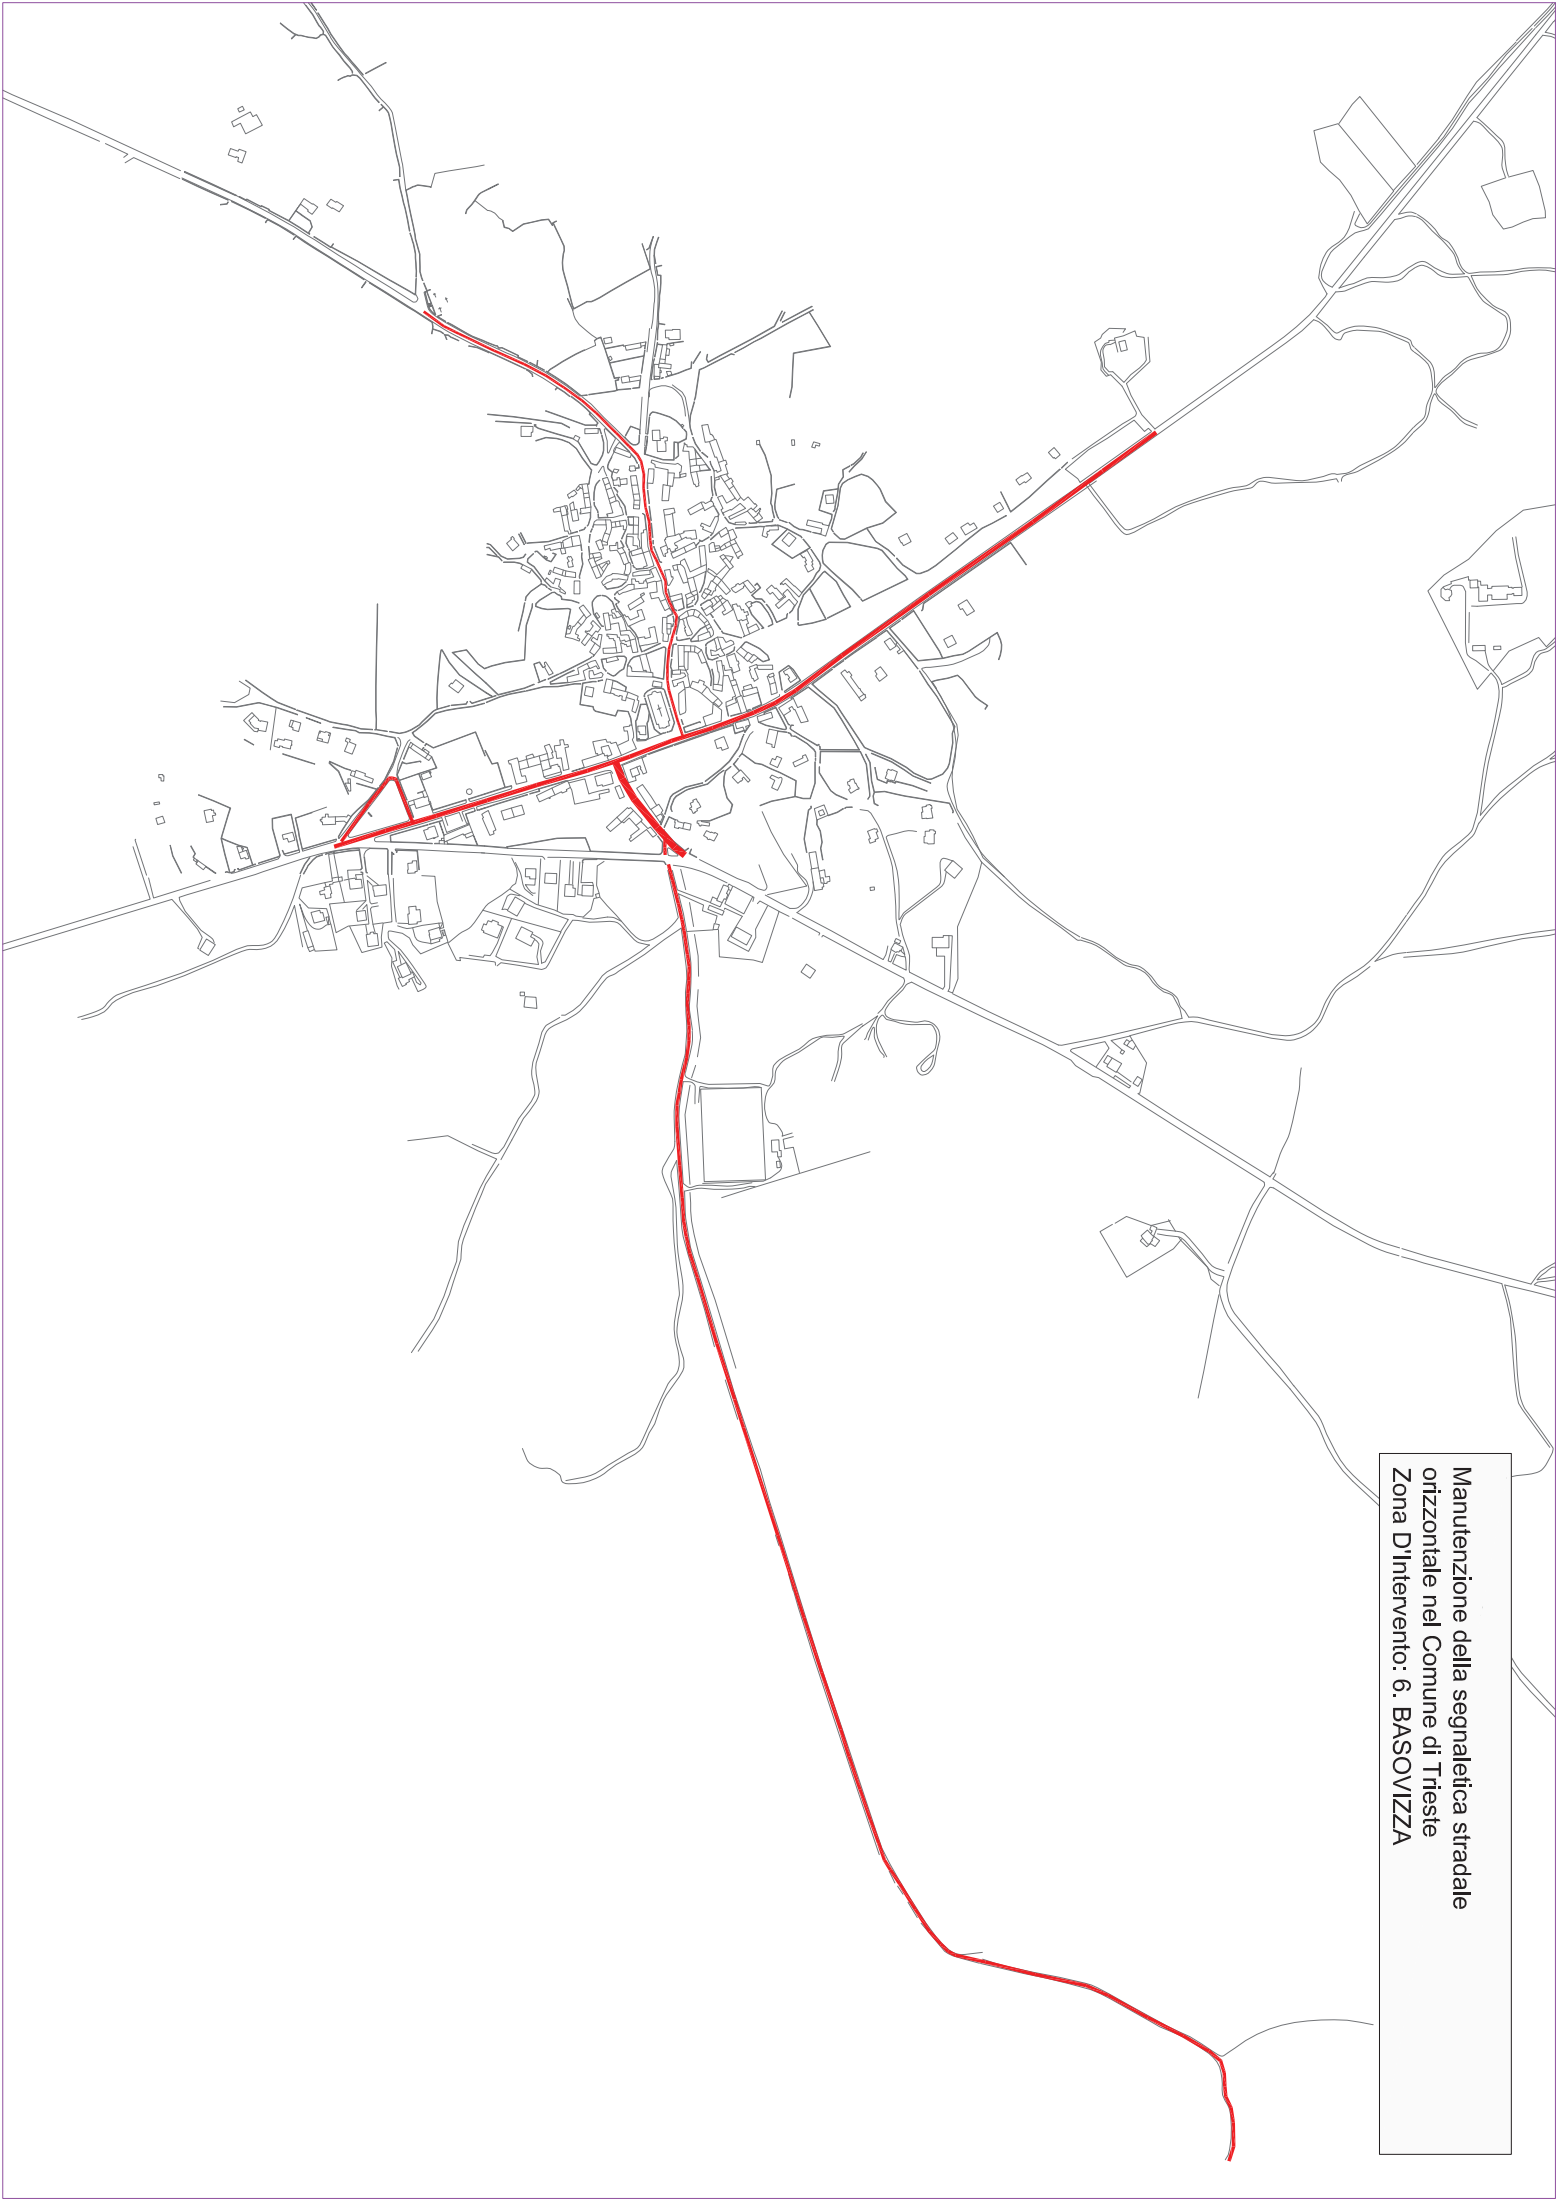 Manutenzione della segnaletica stradale
orizzontale nel Comune di Trieste
Zona D'Intervento: 6. BASOVIZZA